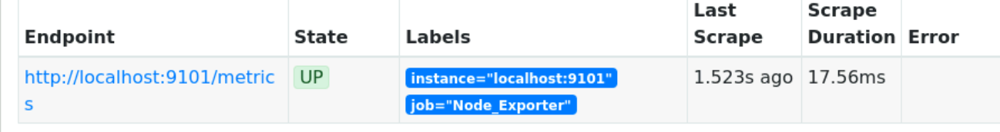 Endpoint State Labels Last Scrape Scrape Duration Error
http://localhost:9101/metrics UP instance="localhost:9101" 1.523s ago 17.56ms
job="Node_Exporter"